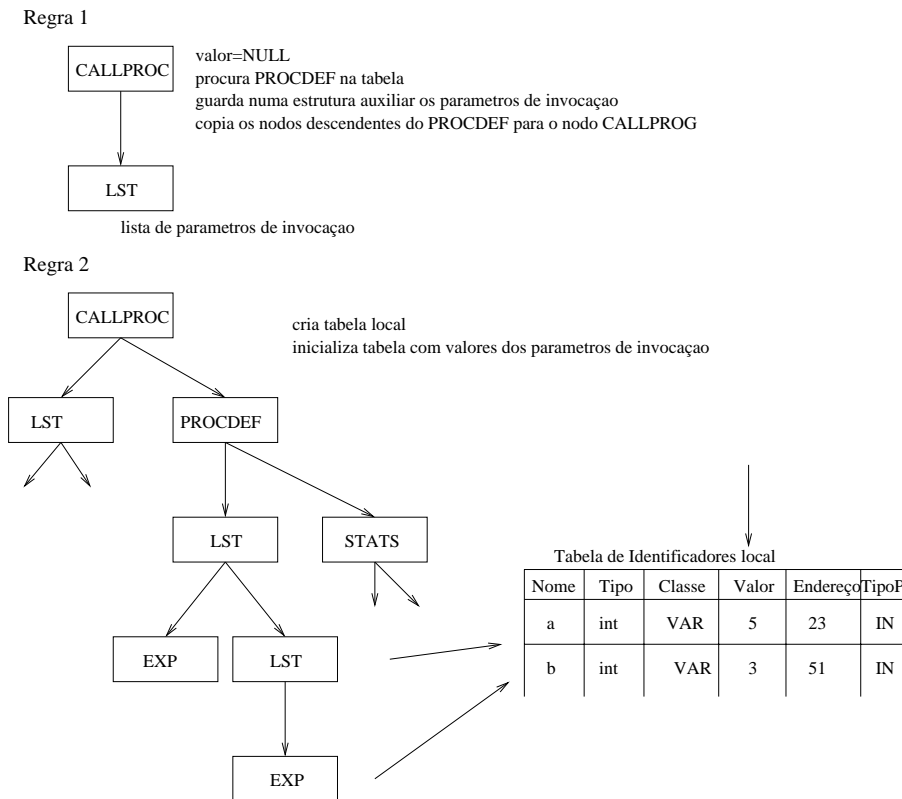 Regra 1
CALLPROC
valor=NULL
procura PROCDEF na tabela
guarda numa estrutura auxiliar os parametros de invocaçao
copia os nodos descendentes do PROCDEF para o nodo CALLPROG
LST
lista de parametros de invocaçao
Regra 2
CALLPROC
cria tabela local
inicializa tabela com valores dos parametros de invocaçao
LST
PROCDEF
LST
STATS
Tabela de Identificadores local
Nome Tipo Classe Valor Endereço TipoP
a int VAR 5 23 IN
b int VAR 3 51 IN
EXP
LST
EXP